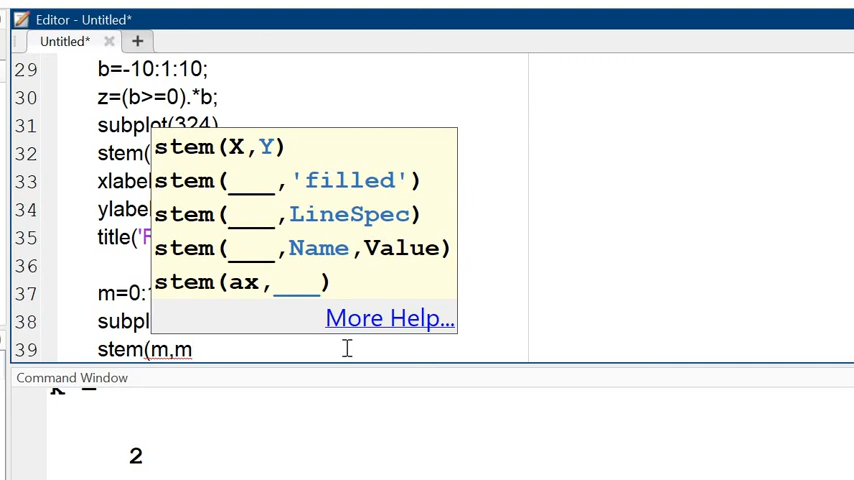 Editor - Untitled*
Untitled*
29 b=-10:1:10;
30 z=(b>=0).*b;
31 subplot(324)
32 stem(
33 xlabel
34 ylabel
35 title('
36
37 m=0:
38 subpl
39 stem(m,m
stem(X,Y)
stem(___,'filled')
stem(___,LineSpec)
stem(___,Name,Value)
stem(ax,___)
More Help...
Command Window
2